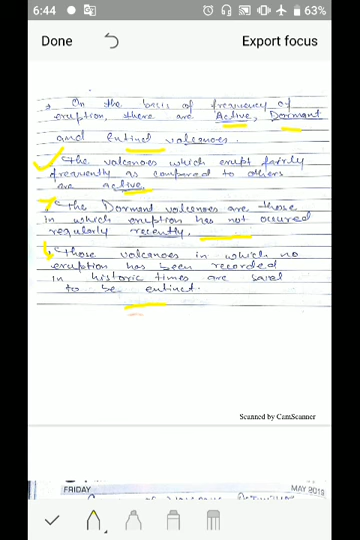 6:44
63%
Done
Export focus
On the basis of frequency of
eruption, there are Active, Dormant
and extinct volcanoes.
The volcanoes which erupt fairly
frequently as compared to others
are active.
The Dormant volcanoes are those
in which eruption has not occured
regularly recently.
Those volcanoes in which no
eruption has been recorded
in historic times are said
to be extinct.
Scanned by CamScanner
FRIDAY
MAY 2019